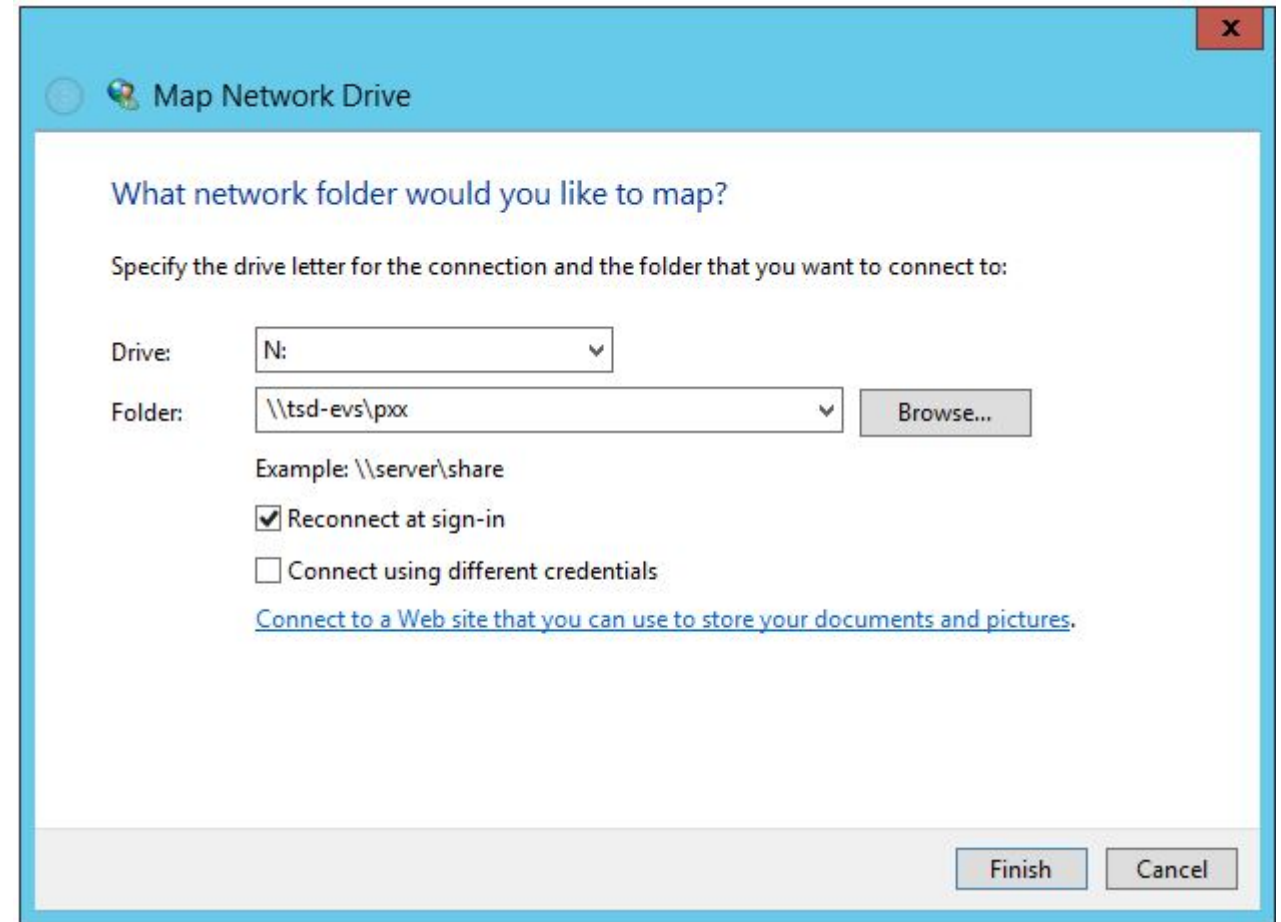 x
Map Network Drive
What network folder would you like to map?
Specify the drive letter for the connection and the folder that you want to connect to:
Drive: N:
Folder: \\tsd-evs\pxx Browse...
Example: \\server\share
Reconnect at sign-in
Connect using different credentials
Connect to a Web site that you can use to store your documents and pictures.
Finish Cancel